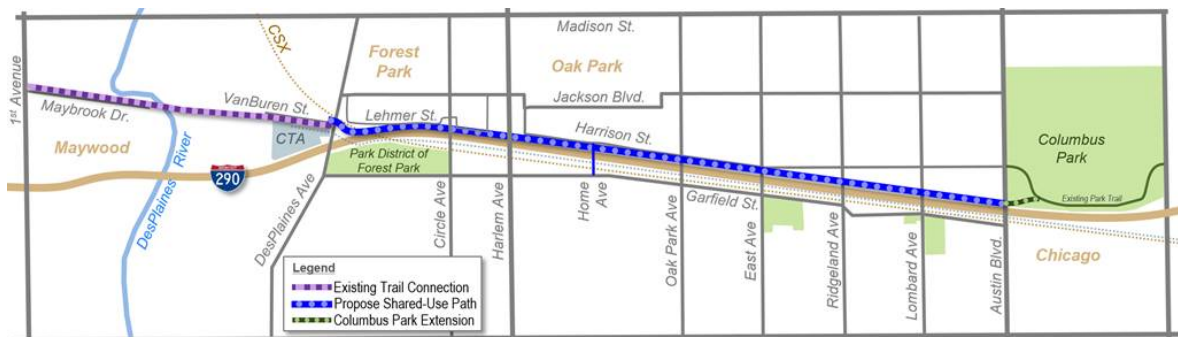 Madison St.
CSX
Forest
Park
Oak Park
1st Avenue
Jackson Blvd.
VanBuren St.
Maybrook Dr.
Lehmer St.
Harrison St.
CTA
Columbus
Park
Maywood
Park District of
Forest Park
290
DesPlaines River
DesPlaines Ave
Circle Ave
Harlem Ave
Home
Ave
Oak Park Ave
Garfield St.
East Ave
Ridgeland Ave
Lombard Ave
Austin Blvd.
Existing Park Trail
Chicago
Legend
Existing Trail Connection
Propose Shared-Use Path
Columbus Park Extension